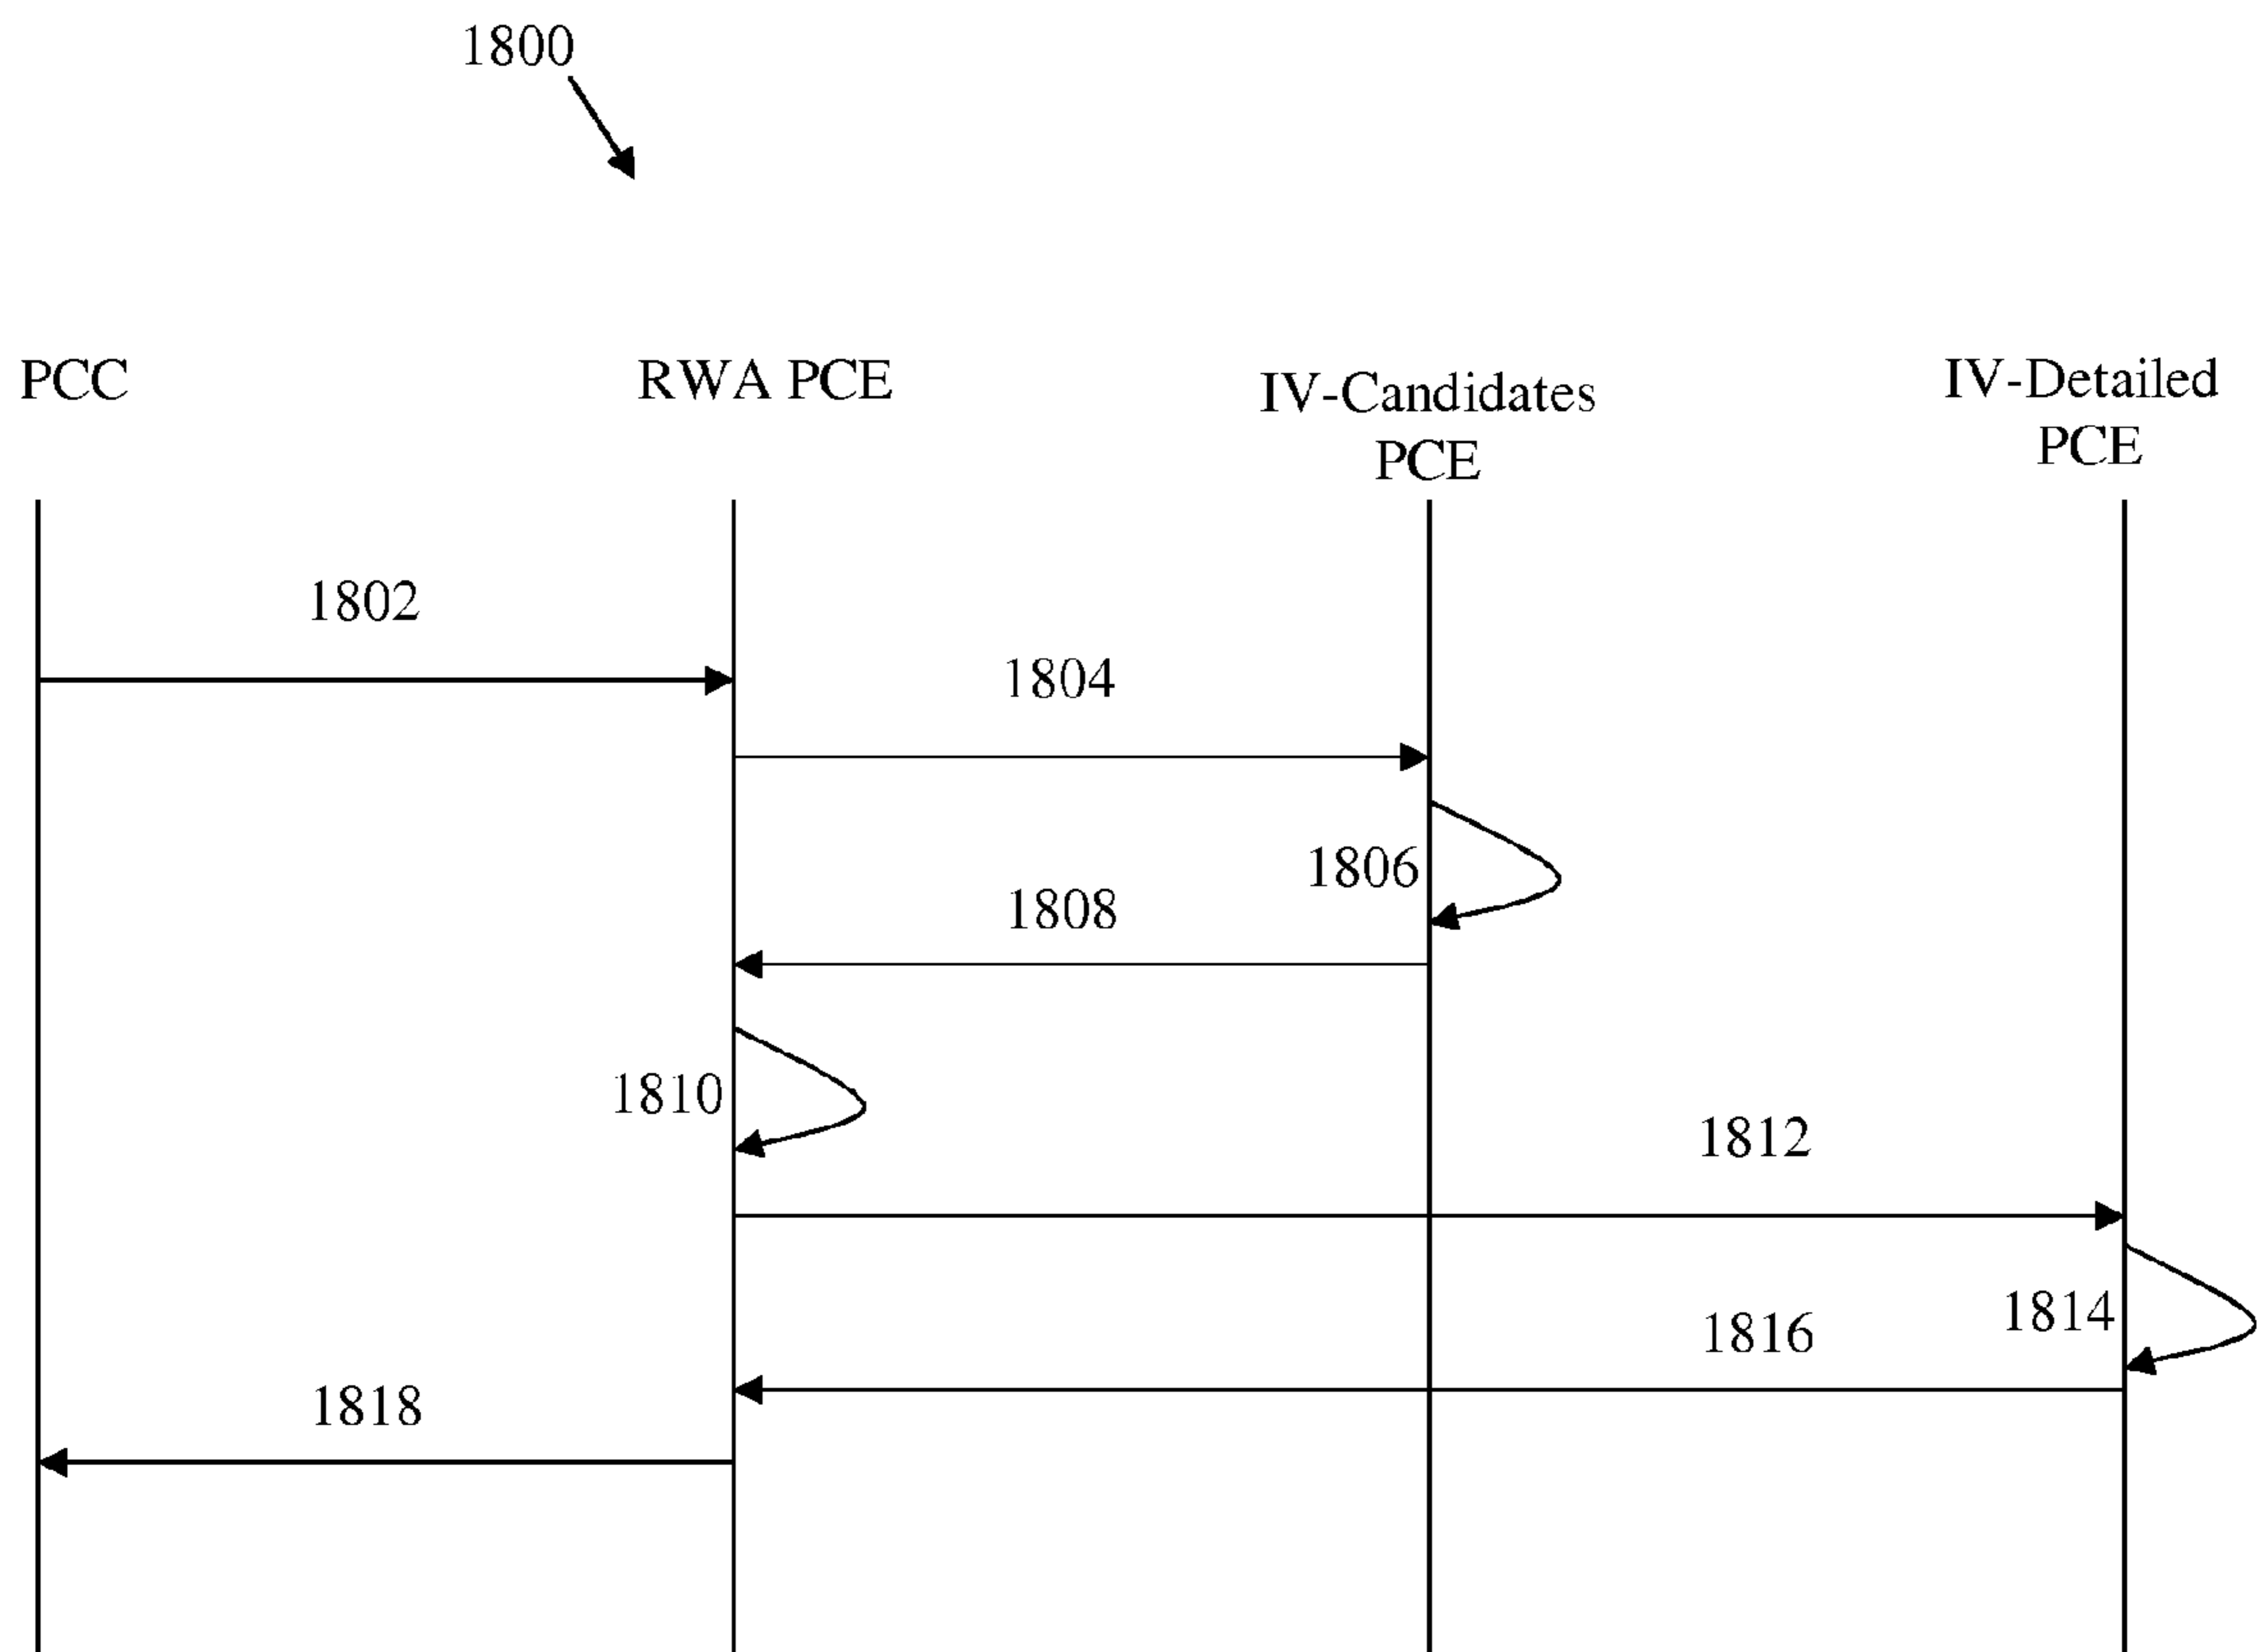 1800
PCC
RWA PCE
IV-Candidates
PCE
IV-Detailed
PCE
1802
1804
1806
1808
1810
1812
1814
1816
1818